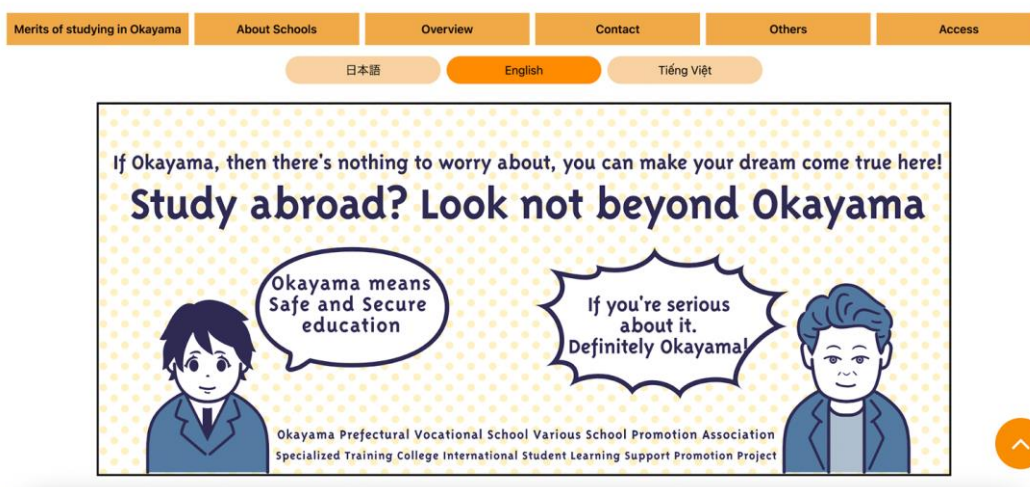 Merits of studying in Okayama
About Schools
Overview
Contact
Others
Access
日本語
English
Tiếng Việt
If Okayama, then there's nothing to worry about, you can make your dream come true here!
Study abroad? Look not beyond Okayama
Okayama means
Safe and Secure
education
If you're serious
about it.
Definitely Okayama!
Okayama Prefectural Vocational School Various School Promotion Association
Specialized Training College International Student Learning Support Promotion Project